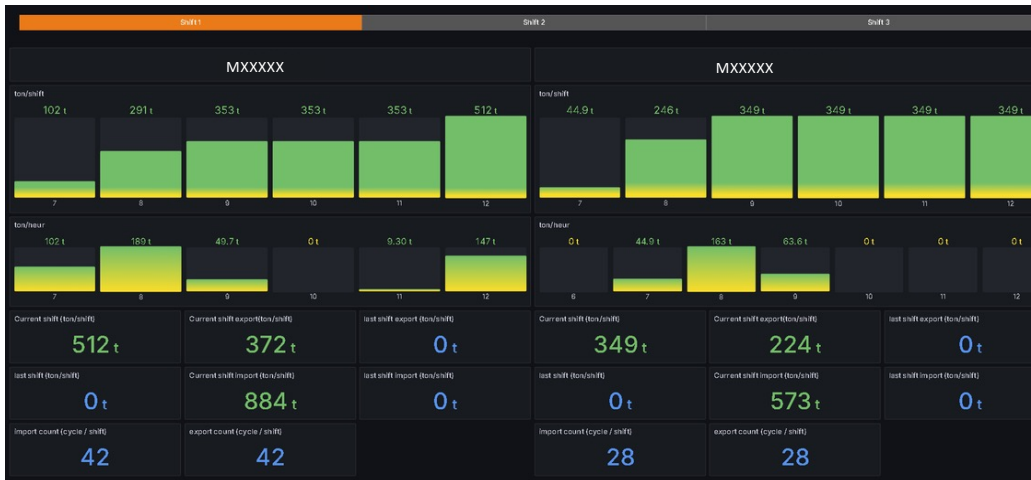 Shift 1 Shift 2 Shift 3
MXXXXX
ton/shift
102 t 291 t 353 t 353 t 353 t 512 t
7 8 9 10 11 12
ton/heur
102 t 189 t 49.7 t 0 t 9.30 t 147 t
7 8 9 10 11 12
Current shift (ton/shift) Current shift export(ton/shift) last shift export (ton/shift)
512 t 372 t 0 t
last shift (ton/shift) Current shift import (ton/shift) last shift import (ton/shift)
0 t 884 t 0 t
import count (cycle / shift) export count (cycle / shift)
42 42
MXXXXX
ton/shift
44.9 t 246 t 349 t 349 t 349 t 349 t
7 8 9 10 11 12
ton/heur
0 t 44.9 t 163 t 63.6 t 0 t 0 t 0 t
6 7 8 9 10 11 12
Current shift (ton/shift) Current shift export(ton/shift) last shift export (ton/shift)
349 t 224 t 0 t
last shift (ton/shift) Current shift import (ton/shift) last shift import (ton/shift)
0 t 573 t 0 t
import count (cycle / shift) export count (cycle / shift)
28 28